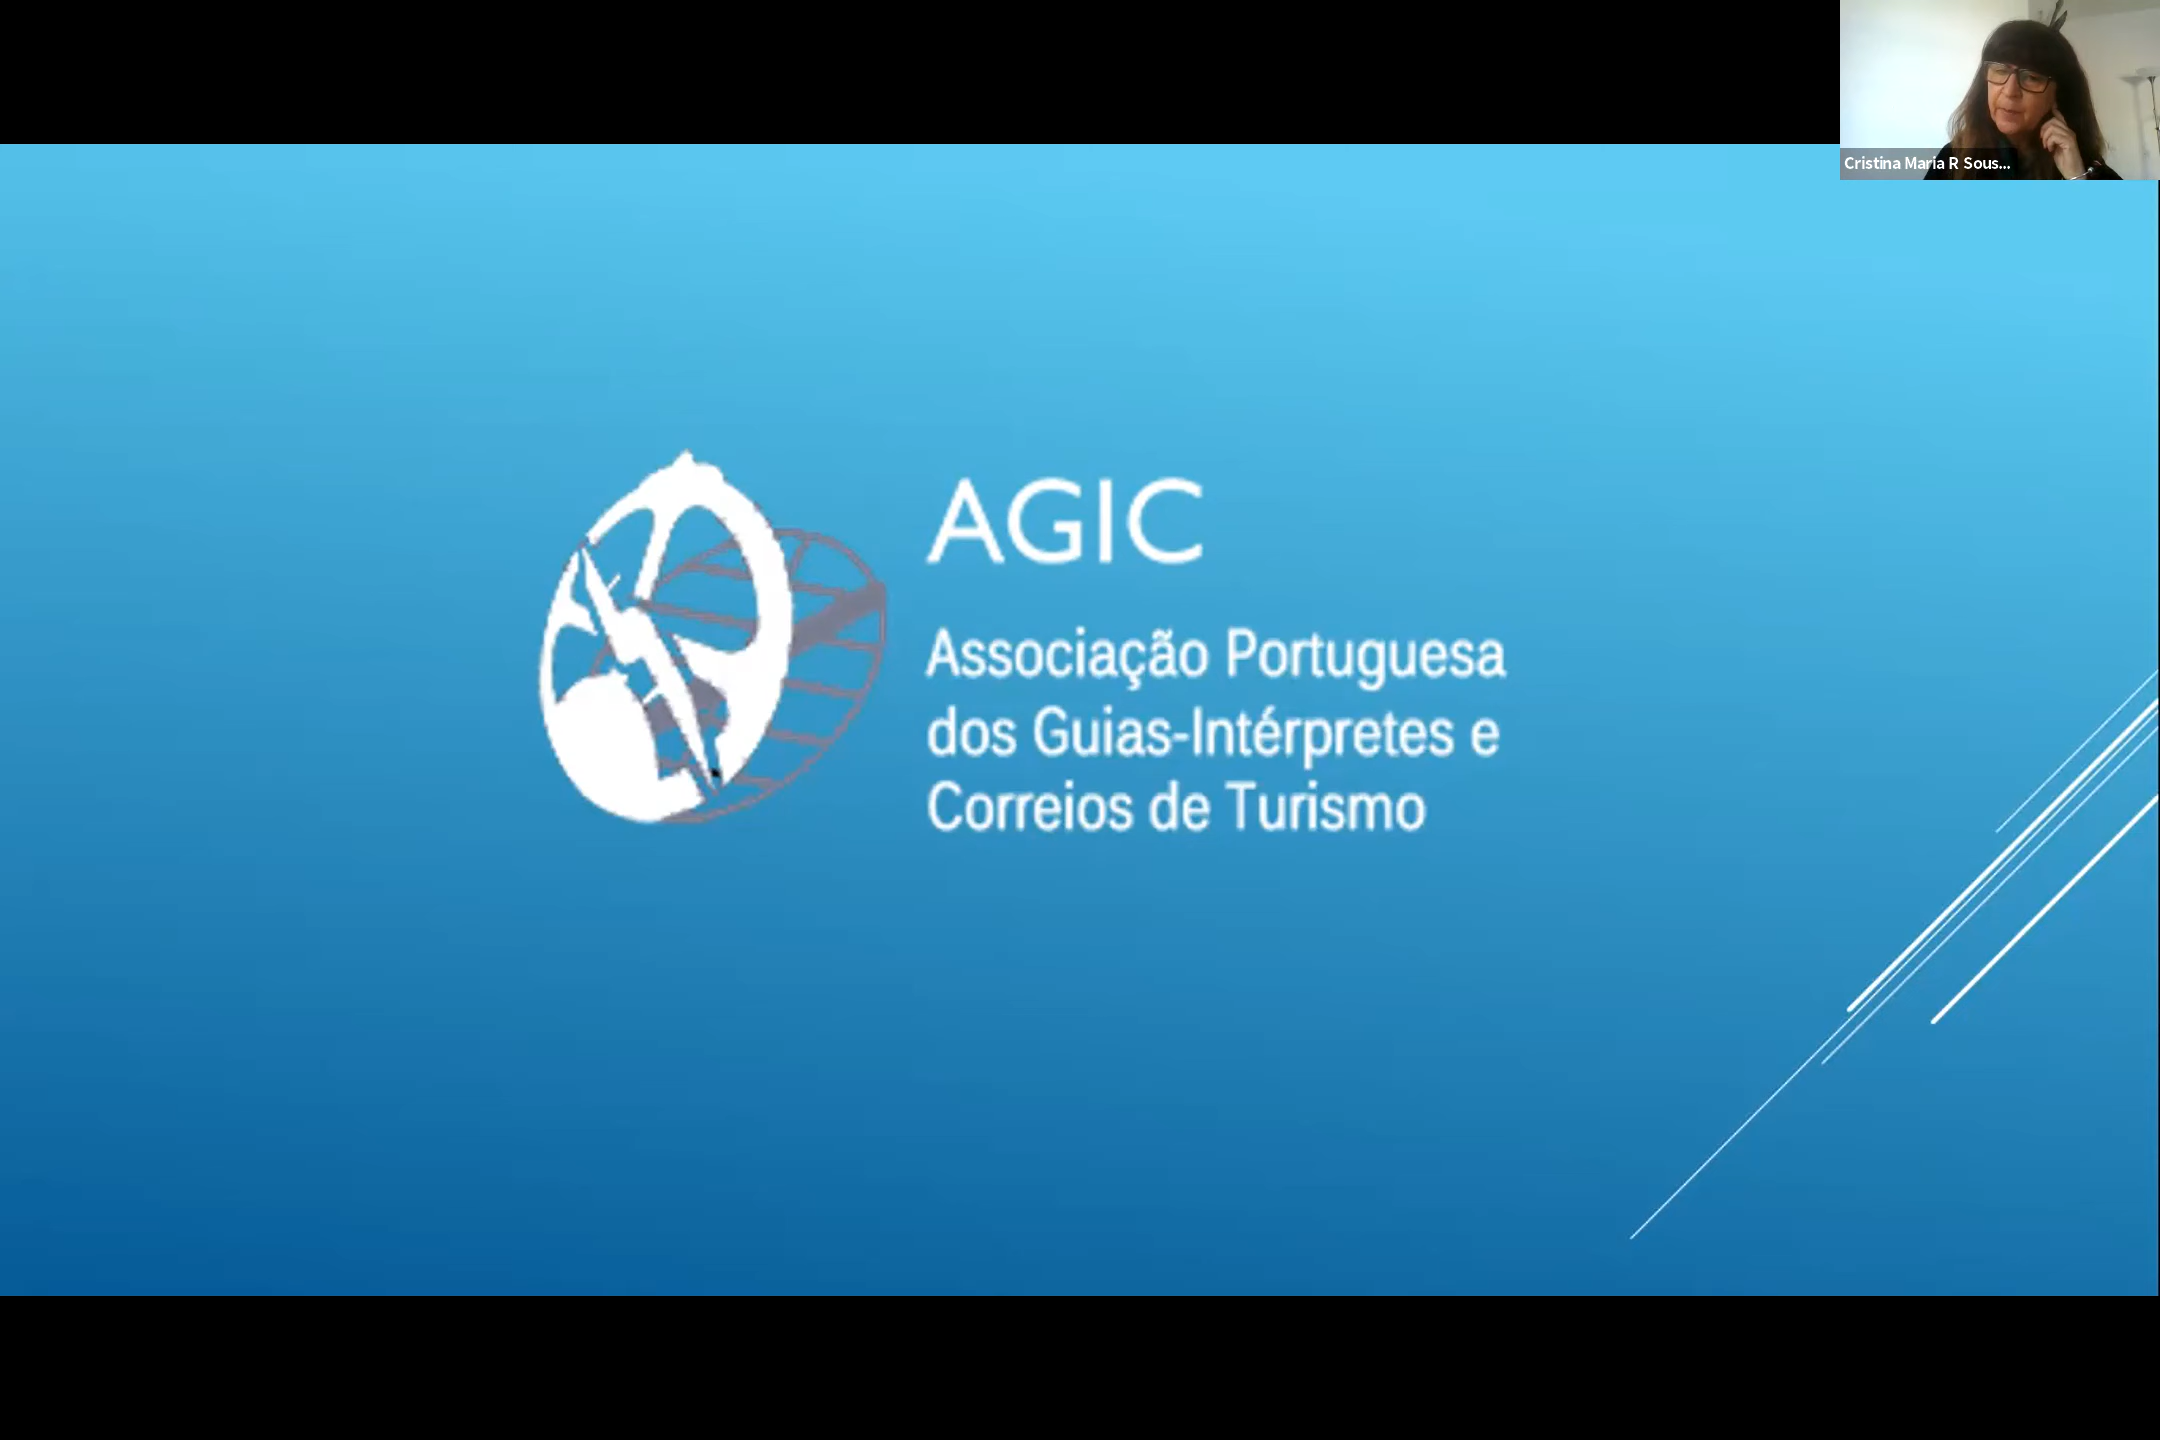 Cristina Maria R Sous...
AGIC
Associação Portuguesa
dos Guias-Intérpretes e
Correios de Turismo